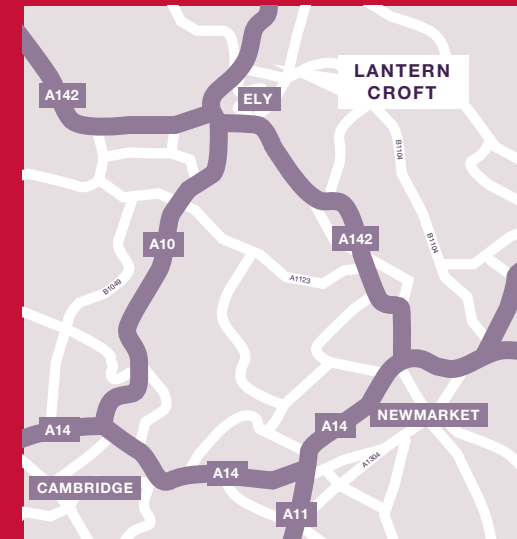 LANTERN
CROFT
A142
ELY
B1104
A10
A142
B1104
A1123
B1049
NEWMARKET
A14
A14
A1304
A14
CAMBRIDGE
A11